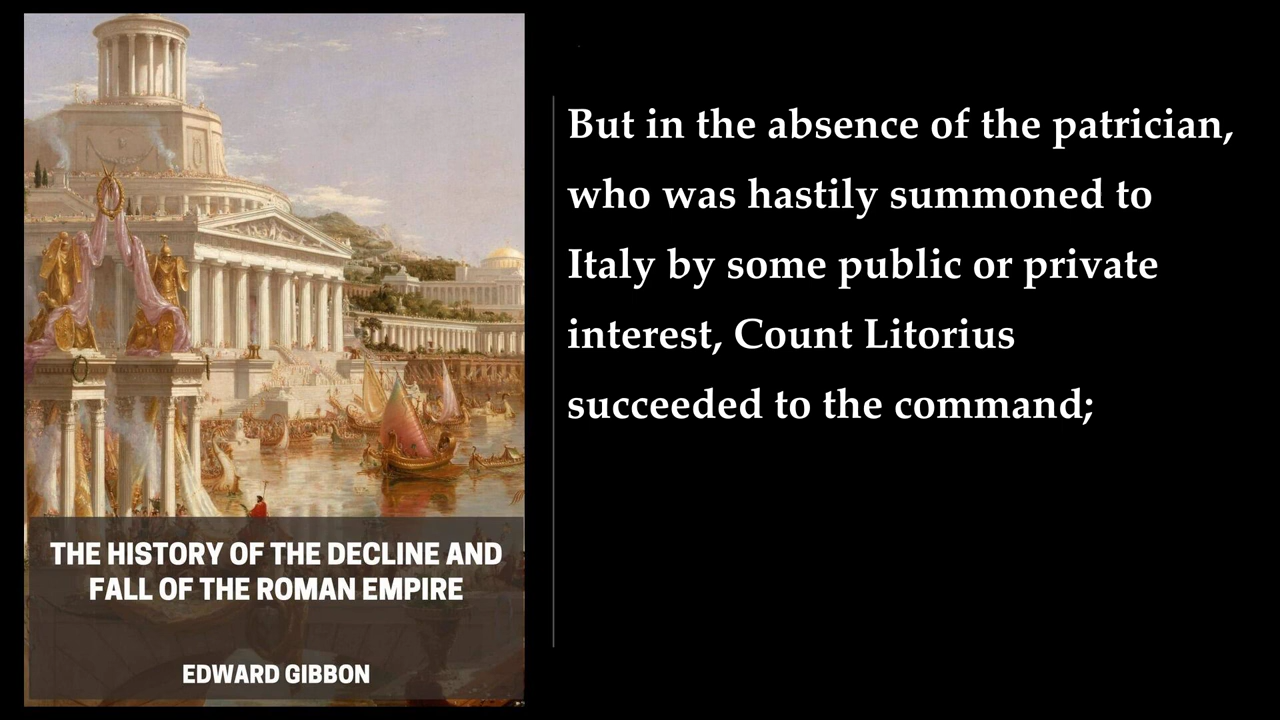 THE HISTORY OF THE DECLINE AND
FALL OF THE ROMAN EMPIRE
EDWARD GIBBON
But in the absence of the patrician,
who was hastily summoned to
Italy by some public or private
interest, Count Litorius
succeeded to the command;